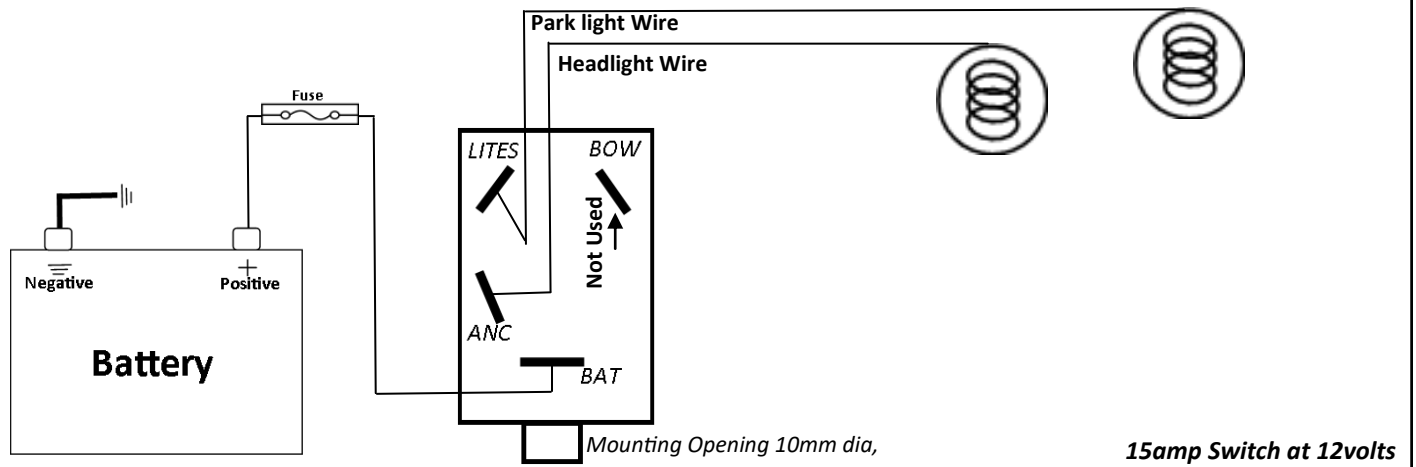 Park light Wire
Headlight Wire
Fuse
LITES
BOW
Not Used
Negative
+
Positive
ANC
Battery
BAT
Mounting Opening 10mm dia,
15amp Switch at 12volts